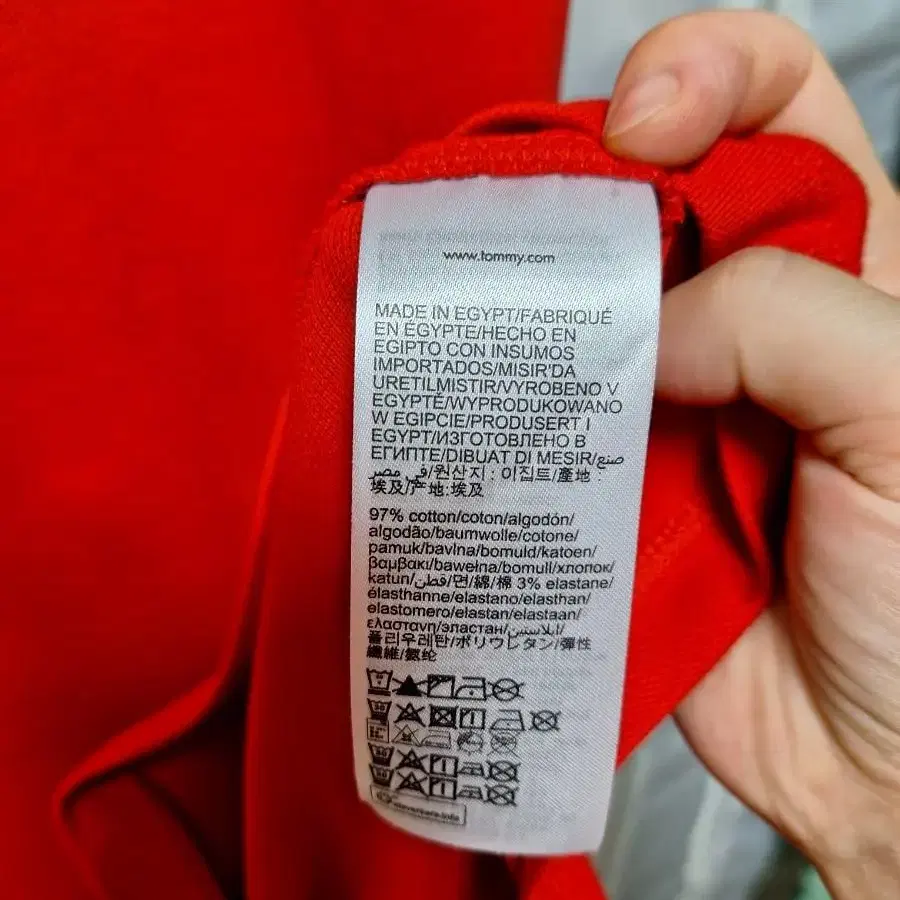 www.tommy.com
MADE IN EGYPT/FABRIQUÉ
EN ÉGYPTE/HECHO EN
EGIPTO CON INSUMOS
IMPORTADOS/MISIR'DA
URETILMISTIR/VYROBENO V
EGYPTĚ/WYPRODUKOWANO
W EGIPCIE/PRODUSERT I
EGYPT/ИЗГОТОВЛЕНО В
ЕГИПТЕ/DIBUAT DI MESIR/صنع
في مصر/원산지 : 이집트/產地 :
埃及/产地:埃及
97% cotton/coton/algodón/
algodão/baumwolle/cotone/
pamuk/bavlna/bomuld/katoen/
βαμβακι/bawełna/bomull/хлопок/
katun/قطن/면/綿/棉 3% elastane/
élasthanne/elastano/elasthan/
elastomero/elastan/elastaan/
ελαστανη/эластан/إيلاستين/
폴리우레탄/ポリウレタン/彈性
纖維/氨纶
clevercare.info